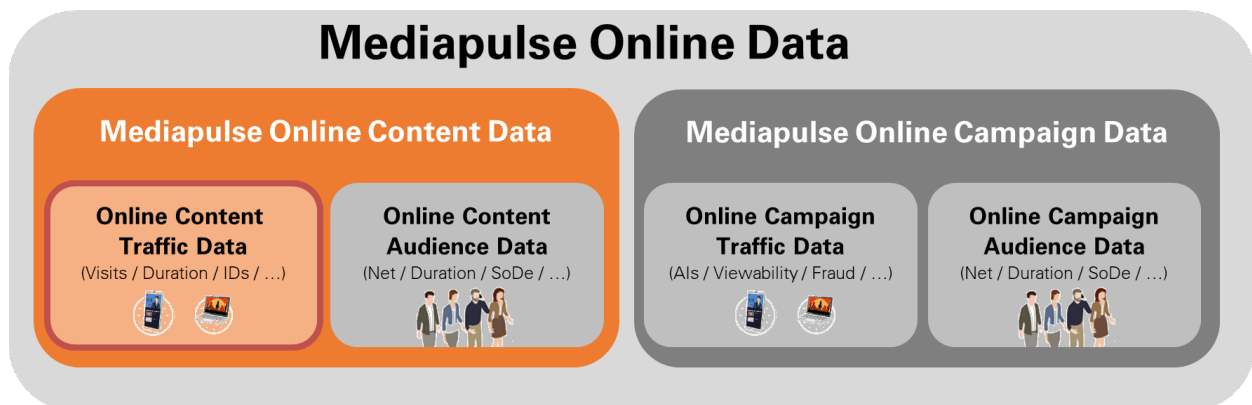 Mediapulse Online Data
Mediapulse Online Content Data
Online Content
Traffic Data
(Visits / Duration / IDs / ...)
Online Content
Audience Data
(Net / Duration / SoDe / ...)
Mediapulse Online Campaign Data
Online Campaign
Traffic Data
(AIs / Viewability / Fraud / ...)
Online Campaign
Audience Data
(Net / Duration / SoDe / ...)